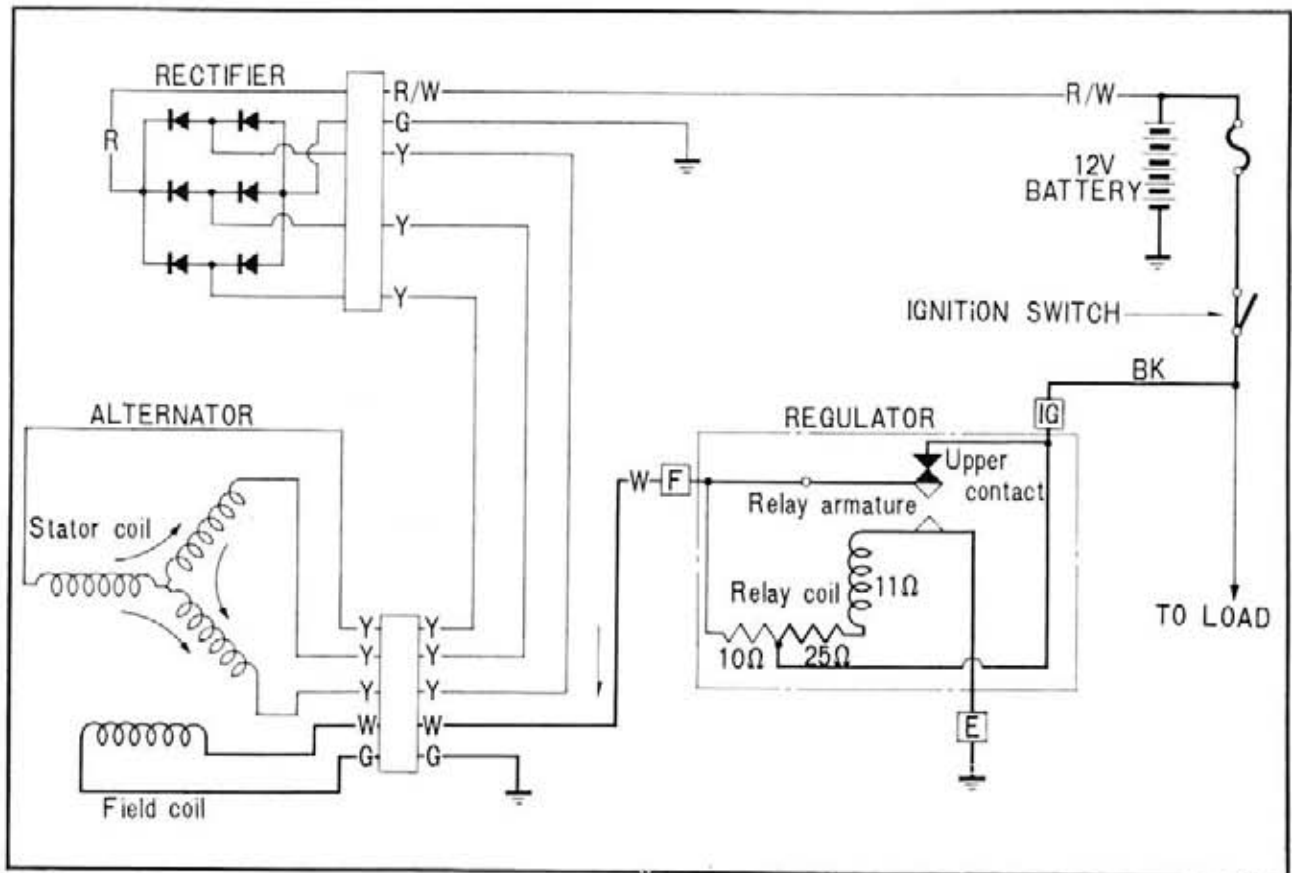 RECTIFIER
R/W
R/W
G
Y
R
12V
BATTERY
Y
Y
IGNITiON SWITCH
BK
ALTERNATOR
REGULATOR
IG
W
F
Upper
contact
Relay armature
Stator coil
Relay coil
11Ω
TO LOAD
10Ω
25Ω
Y
Y
Y
Y
Y
Y
W
W
G
G
E
Field coil